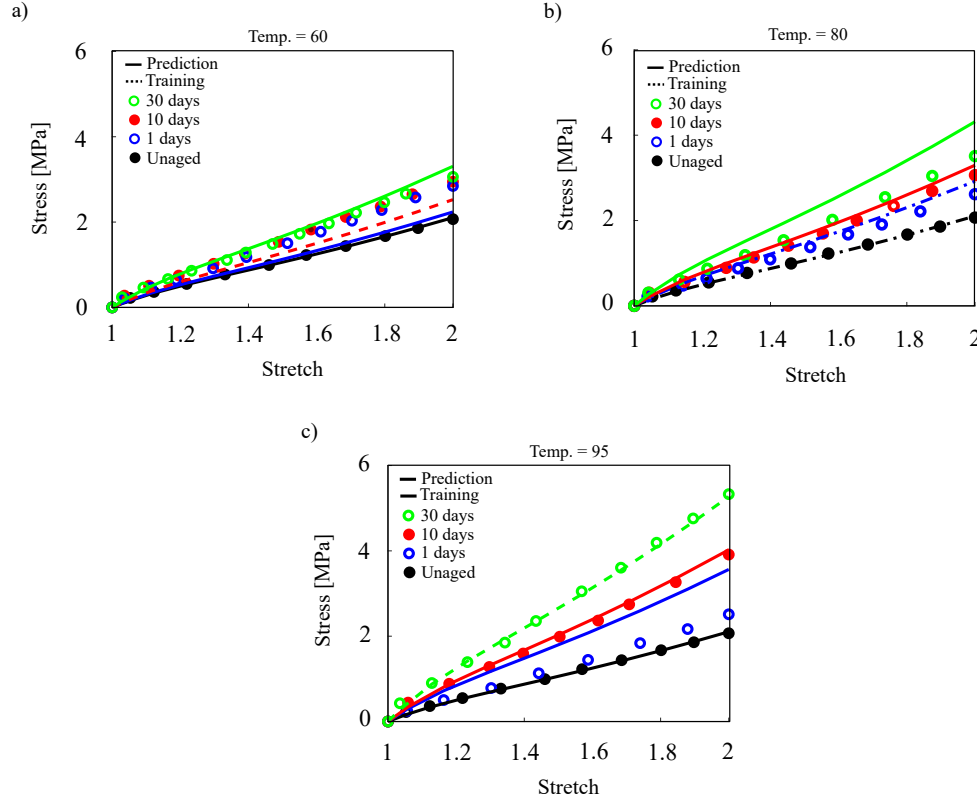 a)
Temp. = 60
6
4
2
0
Stress [MPa]
Prediction
Training
30 days
10 days
1 days
Unaged
1
1.2
1.4
1.6
1.8
2
Stretch
b)
Temp. = 80
6
4
2
0
Stress [MPa]
Prediction
Training
30 days
10 days
1 days
Unaged
1
1.2
1.4
1.6
1.8
2
Stretch
c)
Temp. = 95
6
4
2
0
Stress [MPa]
Prediction
Training
30 days
10 days
1 days
Unaged
1
1.2
1.4
1.6
1.8
2
Stretch